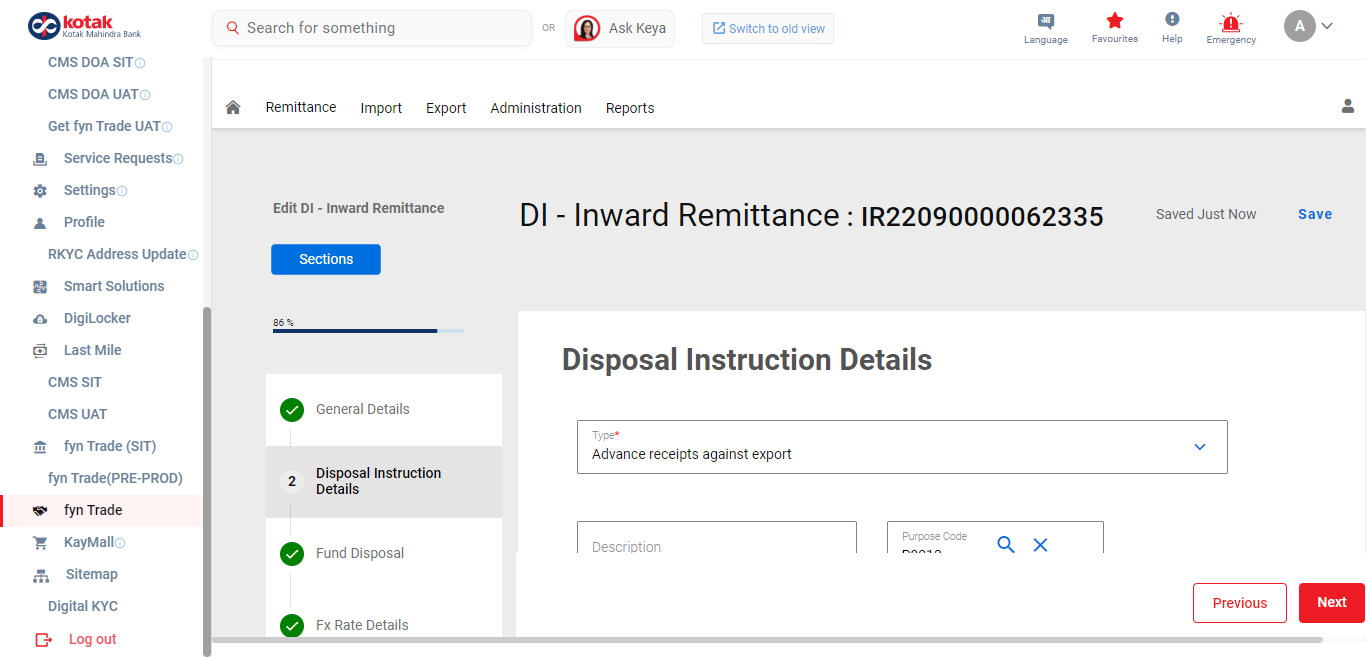 kotak
Kotak Mahindra Bank
Search for something
OR
Ask Keya
Switch to old view
अ
Language
Favourites
Help
Emergency
A
CMS DOA SIT
CMS DOA UAT
Get fyn Trade UAT
Service Requests
Settings
Profile
RKYC Address Update
Smart Solutions
DigiLocker
Last Mile
CMS SIT
CMS UAT
fyn Trade (SIT)
fyn Trade(PRE-PROD)
fyn Trade
KayMall
Sitemap
Digital KYC
Log out
Remittance
Import
Export
Administration
Reports
Edit DI - Inward Remittance
Sections
86 %
General Details
2
Disposal Instruction
Details
Fund Disposal
Fx Rate Details
DI - Inward Remittance : IR22090000062335
Saved Just Now
Save
Disposal Instruction Details
Type*
Advance receipts against export
Description
Purpose Code
Previous
Next